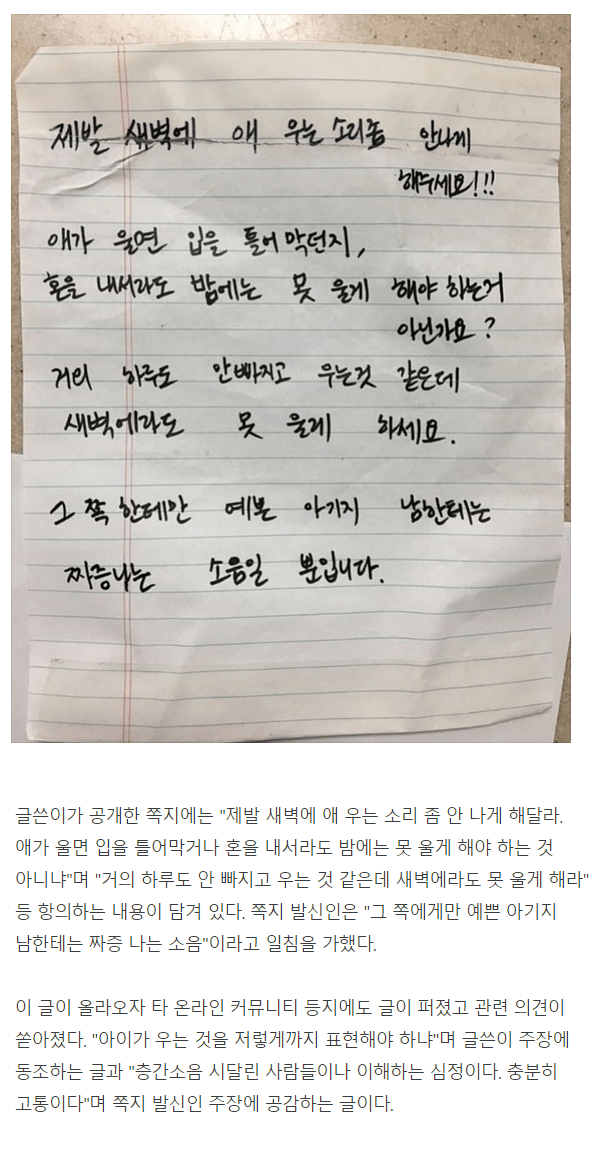 제발 새벽에 애 우는 소리좀 안나게
해주세요!!!
애가 울면 입을 틀어막던지,
혼을 내서라도 밤에는 못 울게 해야 하는거
아닌가요?
거의 하루도 안빠지고 우는것 같은데
새벽에라도 못 울게 하세요.
그 쪽한테만 예쁜 아기지 남한테는
짜증나는 소음일 뿐입니다.
글쓴이가 공개한 쪽지에는 "제발 새벽에 애 우는 소리 좀 안 나게 해달라.
애가 울면 입을 틀어막거나 혼을 내서라도 밤에는 못 울게 해야 하는 것
아니냐"며 "거의 하루도 안 빠지고 우는 것 같은데 새벽에라도 못 울게 해라"
등 항의하는 내용이 담겨 있다. 쪽지 발신인은 "그 쪽에게만 예쁜 아기지
남한테는 짜증 나는 소음"이라고 일침을 가했다.
이 글이 올라오자 타 온라인 커뮤니티 등지에도 글이 퍼졌고 관련 의견이
쏟아졌다. "아이가 우는 것을 저렇게까지 표현해야 하냐"며 글쓴이 주장에
동조하는 글과 "층간소음 시달린 사람들이나 이해하는 심정이다. 충분히
고통이다"며 쪽지 발신인 주장에 공감하는 글이다.